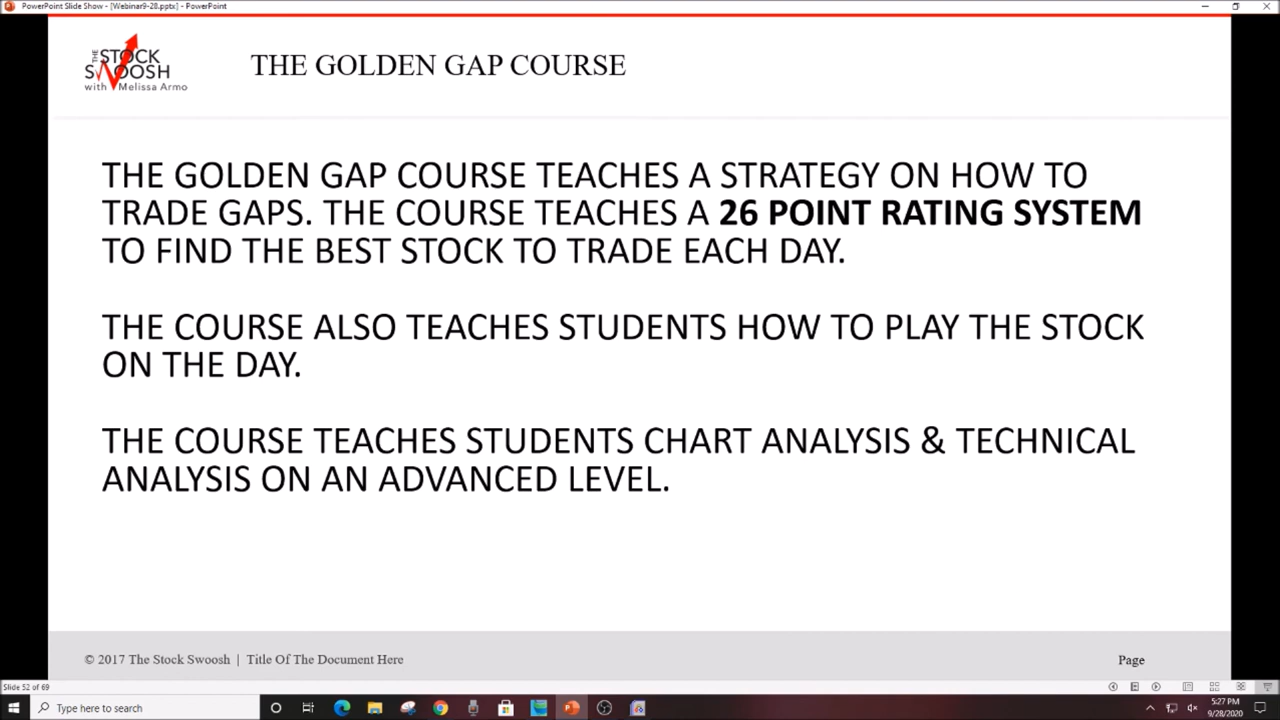 PowerPoint Slide Show - [Webinar9-28.pptx] - PowerPoint
THE STOCK
SWOOSH
with Melissa Armo
THE GOLDEN GAP COURSE
THE GOLDEN GAP COURSE TEACHES A STRATEGY ON HOW TO
TRADE GAPS. THE COURSE TEACHES A 26 POINT RATING SYSTEM
TO FIND THE BEST STOCK TO TRADE EACH DAY.
THE COURSE ALSO TEACHES STUDENTS HOW TO PLAY THE STOCK
ON THE DAY.
THE COURSE TEACHES STUDENTS CHART ANALYSIS & TECHNICAL
ANALYSIS ON AN ADVANCED LEVEL.
© 2017 The Stock Swoosh | Title Of The Document Here
Page
Slide 52 of 69
Type here to search
5:27 PM
9/28/2020